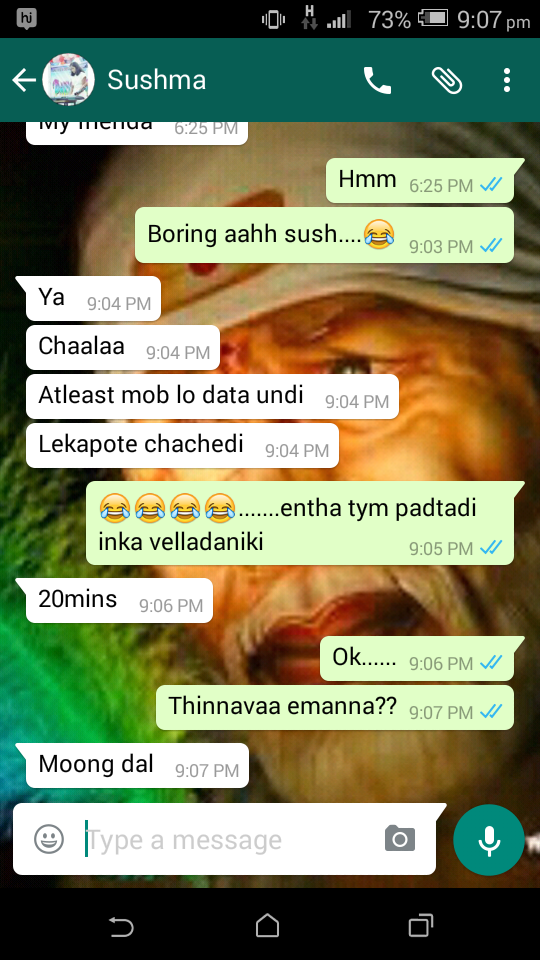 hj H 73% 9:07 pm
Sushma
My frenda 6:25 PM
Hmm 6:25 PM
Boring aahh sush....😂 9:03 PM
Ya 9:04 PM
Chaalaa 9:04 PM
Atleast mob lo data undi 9:04 PM
Lekapote chachedi 9:04 PM
😂😂😂😂.......entha tym padtadi
inka velladaniki 9:05 PM
20mins 9:06 PM
Ok...... 9:06 PM
Thinnavaa emanna?? 9:07 PM
Moong dal 9:07 PM
Type a message